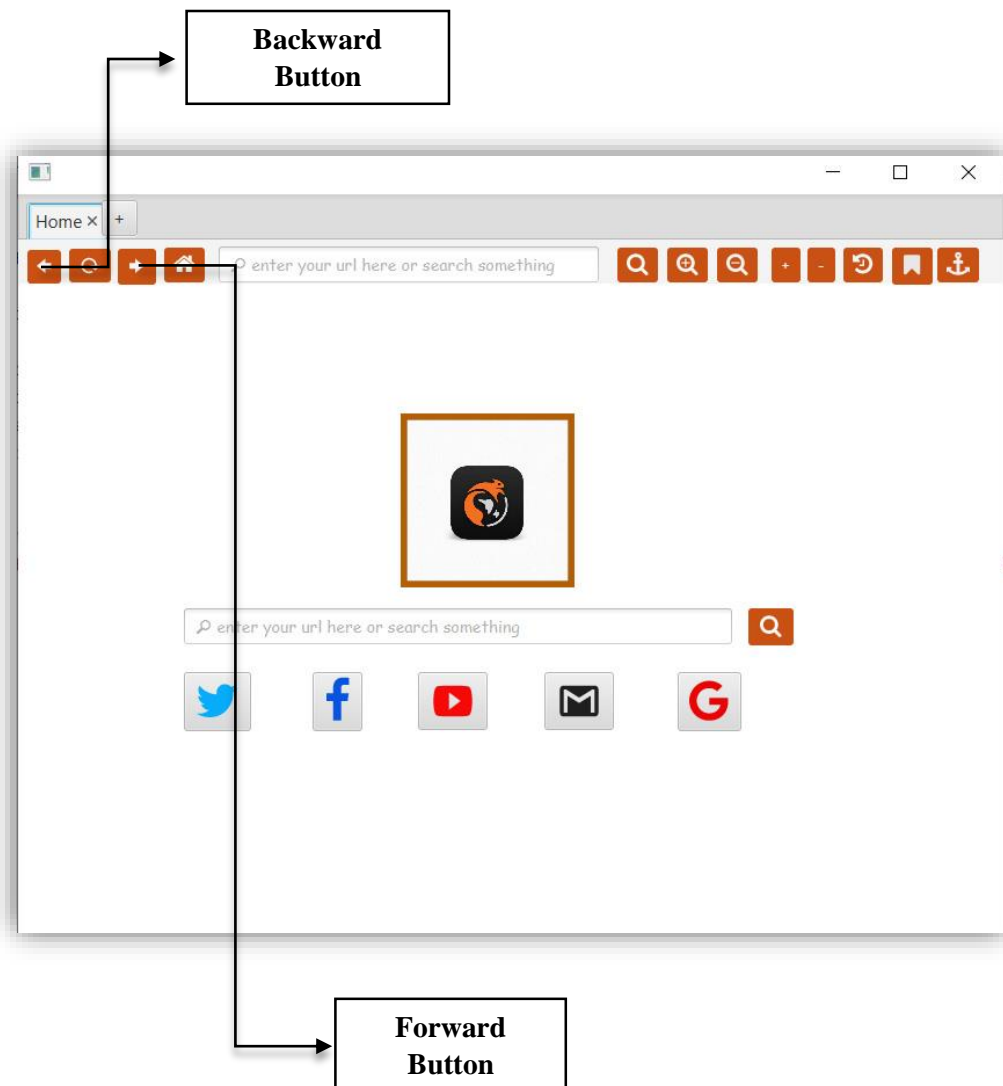 Backward
Button
Home × +
enter your url here or search something
+ -
enter your url here or search something
Forward
Button